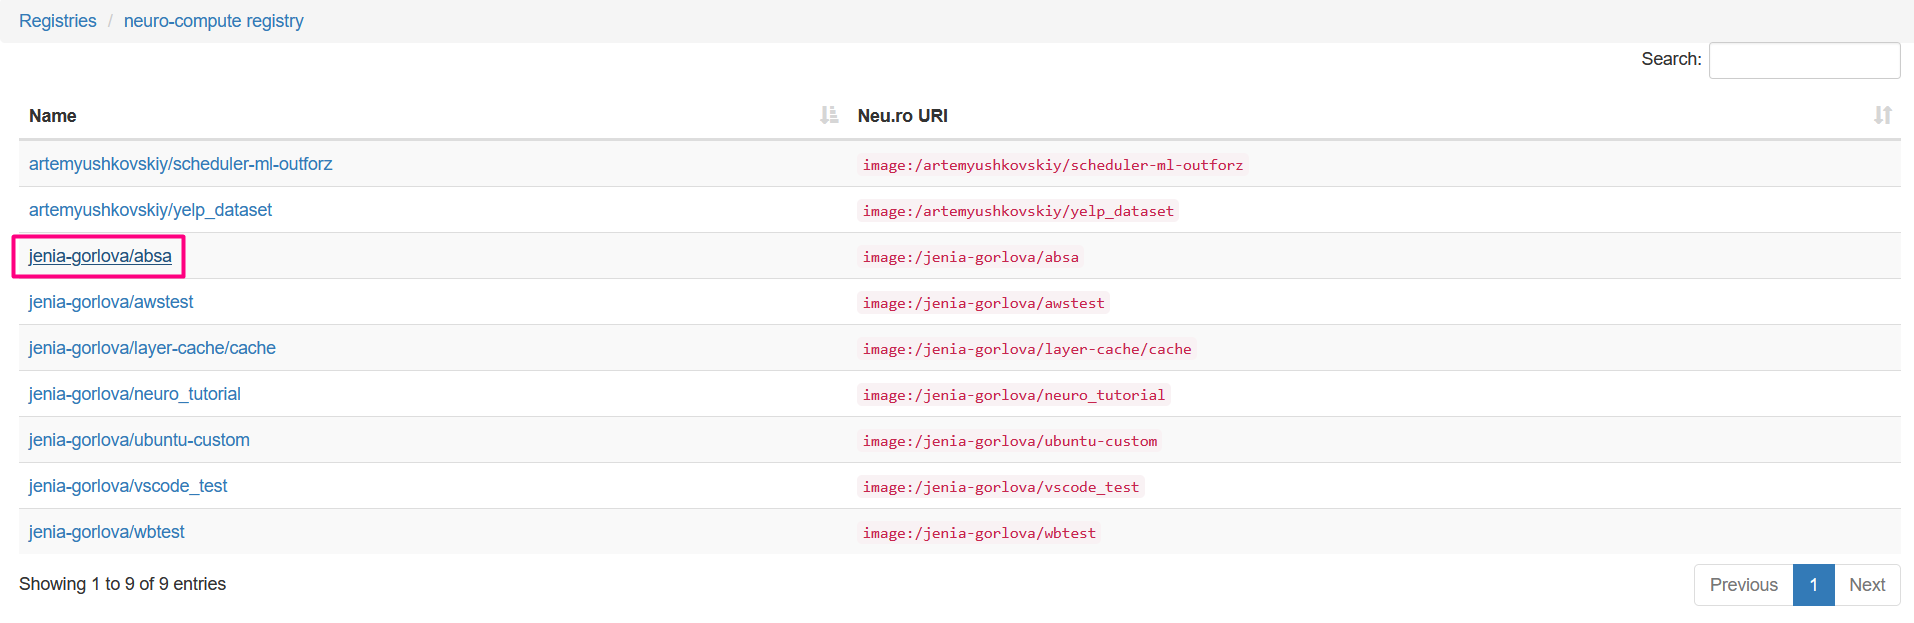 Registries / neuro-compute registry
Search:
Name Neu.ro URI
artemyushkovskiy/scheduler-ml-outforz image:/artemyushkovskiy/scheduler-ml-outforz
artemyushkovskiy/yelp_dataset image:/artemyushkovskiy/yelp_dataset
jenia-gorlova/absa image:/jenia-gorlova/absa
jenia-gorlova/awstest image:/jenia-gorlova/awstest
jenia-gorlova/layer-cache/cache image:/jenia-gorlova/layer-cache/cache
jenia-gorlova/neuro_tutorial image:/jenia-gorlova/neuro_tutorial
jenia-gorlova/ubuntu-custom image:/jenia-gorlova/ubuntu-custom
jenia-gorlova/vscode_test image:/jenia-gorlova/vscode_test
jenia-gorlova/wbtest image:/jenia-gorlova/wbtest
Showing 1 to 9 of 9 entries Previous 1 Next